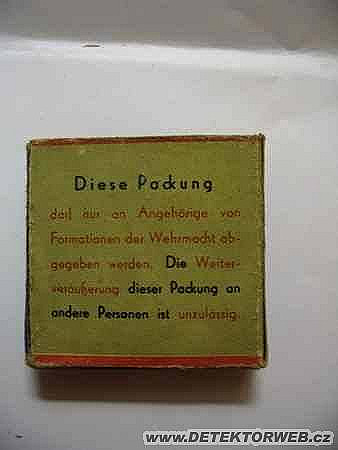 Diese Packung
darf nur an Angehörige von
Formationen der Wehrmacht ab-
gegeben werden. Die Weiter-
veräußerung dieser Packung an
andere Personen ist unzulässig.
WWW.DETEKTORWEB.CZ